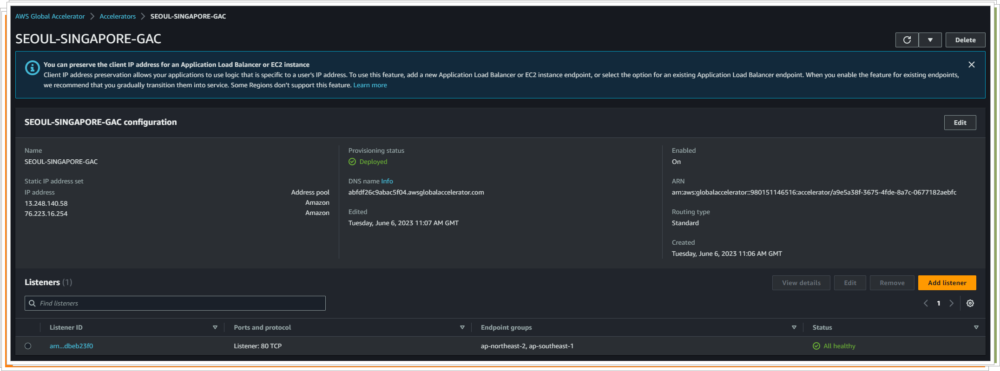 AWS Global Accelerator > Accelerators > SEOUL-SINGAPORE-GAC
SEOUL-SINGAPORE-GAC
Delete
You can preserve the client IP address for an Application Load Balancer or EC2 instance
Client IP address preservation allows your applications to use logic that is specific to a user's IP address. To use this feature, add a new Application Load Balancer or EC2 instance endpoint, or select the option for an existing Application Load Balancer endpoint. When you enable the feature for existing endpoints,
we recommend that you gradually transition them into service. Some Regions don't support this feature. Learn more
SEOUL-SINGAPORE-GAC configuration
Edit
Name
SEOUL-SINGAPORE-GAC
Static IP address set
IP address Address pool
13.248.140.58 Amazon
76.223.16.254 Amazon
Provisioning status
Deployed
DNS name Info
abfdf26c9abac5f04.awsglobalaccelerator.com
Edited
Tuesday, June 6, 2023 11:07 AM GMT
Enabled
On
ARN
arn:aws:globalaccelerator::980151146516:accelerator/a9e5a38f-3675-4fde-8a7c-0677182aebfc
Routing type
Standard
Created
Tuesday, June 6, 2023 11:06 AM GMT
Listeners (1)
View details Edit Remove Add listener
Find listeners
1
Listener ID Ports and protocol Endpoint groups Status
arn...dbeb23f0 Listener: 80 TCP ap-northeast-2, ap-southeast-1 All healthy